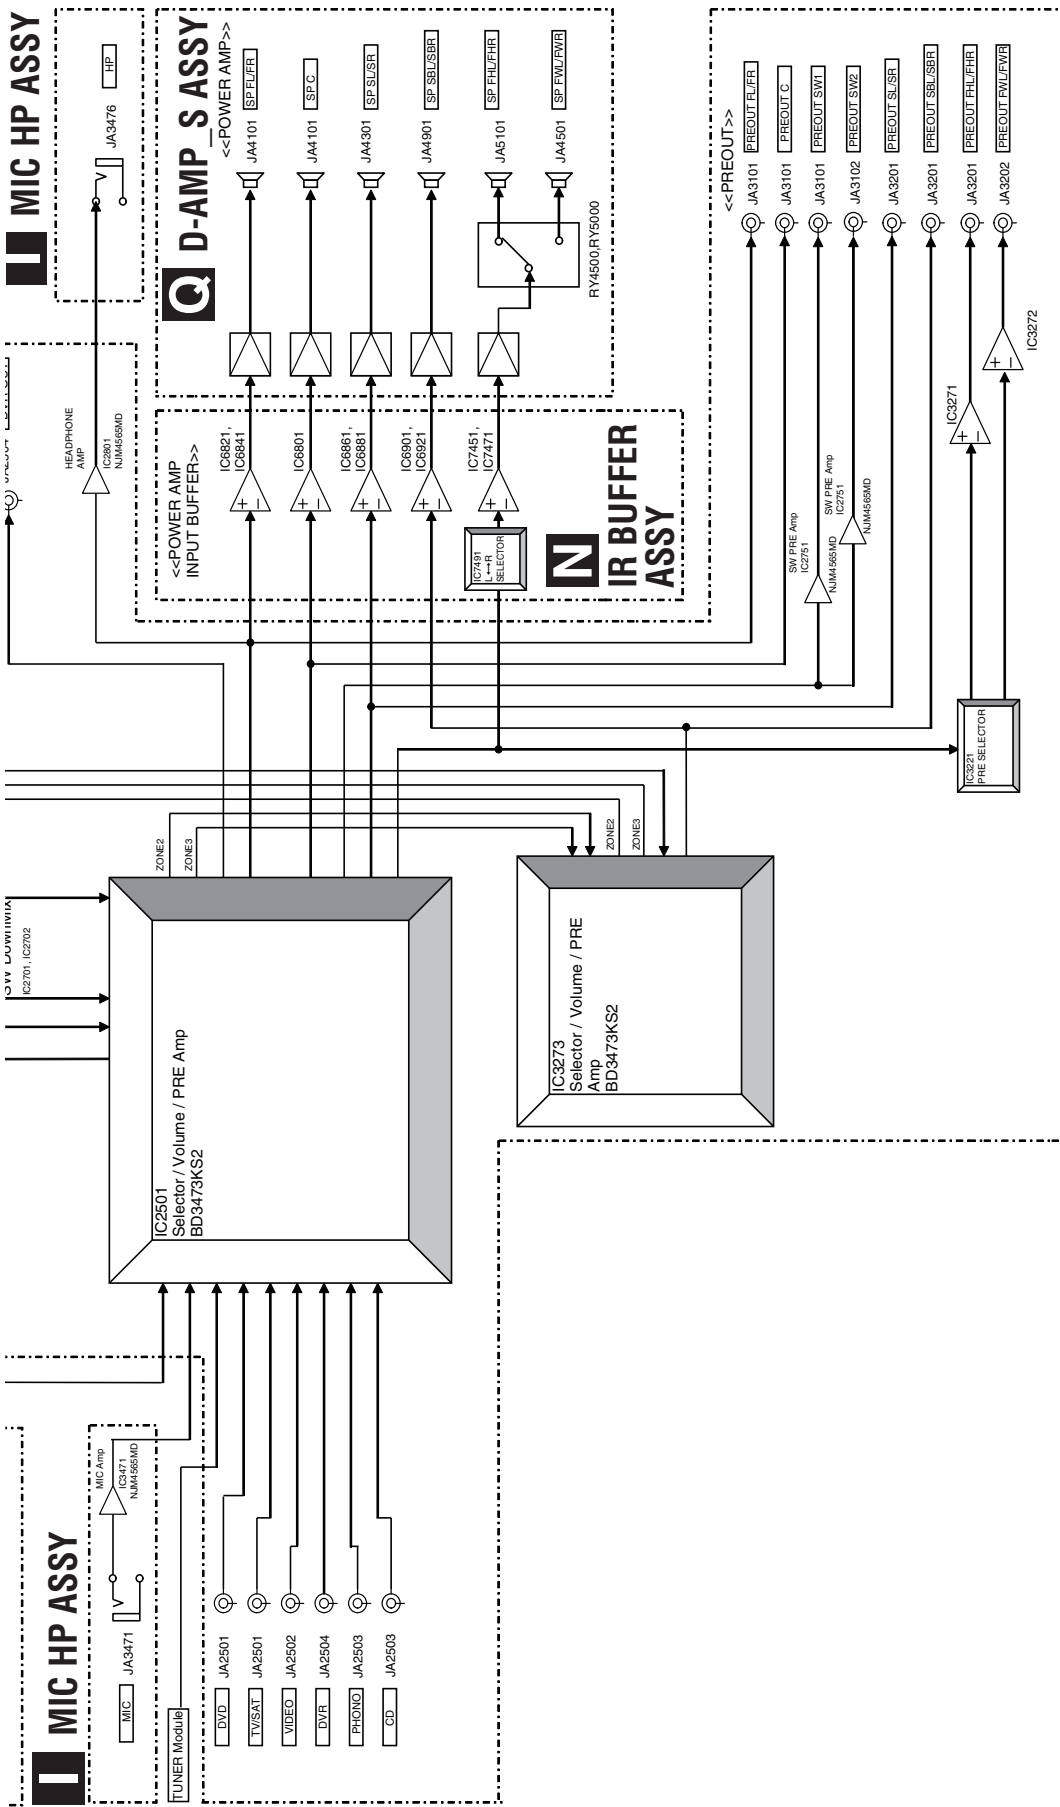 I
MIC HP ASSY
HP
JA3476
Q
D-AMP_S ASSY
<<POWER AMP>>
SP FL/FR
JA4101
SP C
JA4101
SP SL/SR
JA4301
SP SBL/SBR
JA4901
SP FHL/FHR
JA5101
SP FWL/FWR
JA4501
RY4500,RY5000
<<PREOUT>>
PREOUT FL/FR
JA3101
PREOUT C
JA3101
PREOUT SW1
JA3101
PREOUT SW2
JA3102
PREOUT SL/SR
JA3201
PREOUT SBL/SBR
JA3201
PREOUT FHL/FHR
JA3201
PREOUT FWL/FWR
JA3202
IC3271
IC3272
HEADPHONE
AMP
IC2801
NJM4565MD
<<POWER AMP
INPUT BUFFER>>
IC6821,
IC6841
IC6801
IC6861,
IC6881
IC6901,
IC6921
IC7451,
IC7471
IC7491
L↔R
SELECTOR
N
IR BUFFER
ASSY
SW PRE Amp
IC2751
NJM4565MD
SW PRE Amp
IC2751
NJM4565MD
IC3221
PRE SELECTOR
ZONE2
ZONE3
ZONE2
ZONE3
SW DownMix
IC2701, IC2702
IC2501
Selector / Volume / PRE Amp
BD3473KS2
IC3273
Selector / Volume / PRE
Amp
BD3473KS2
I
MIC HP ASSY
MIC
JA3471
MIC Amp
IC3471
NJM4565MD
TUNER Module
DVD
JA2501
TV/SAT
JA2501
VIDEO
JA2502
DVR
JA2504
PHONO
JA2503
CD
JA2503